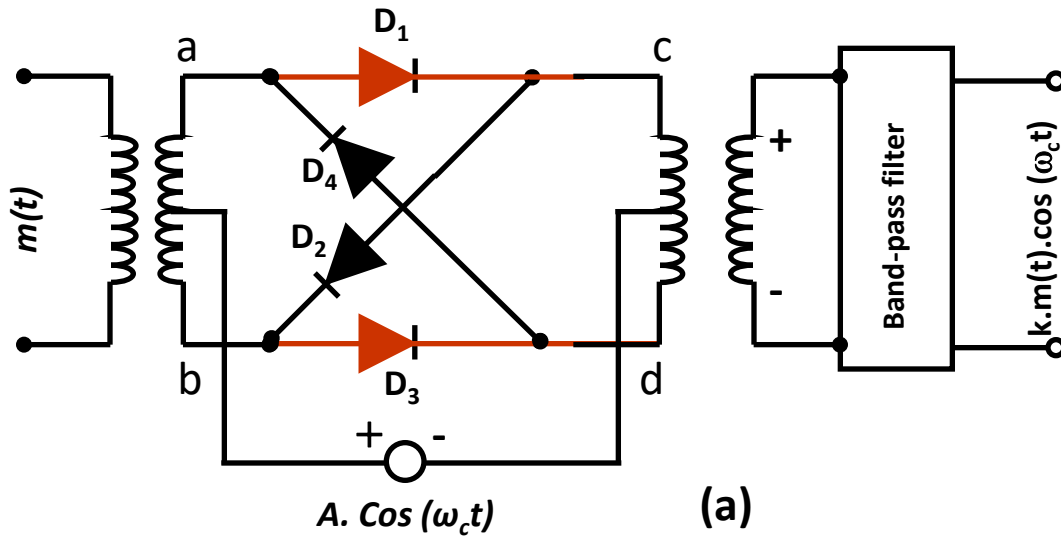 D1
a
c
m(t)
D4
D2
+
-
Band-pass filter
k.m(t).cos (ωct)
b
D3
d
+ -
A. Cos (ωct)
(a)